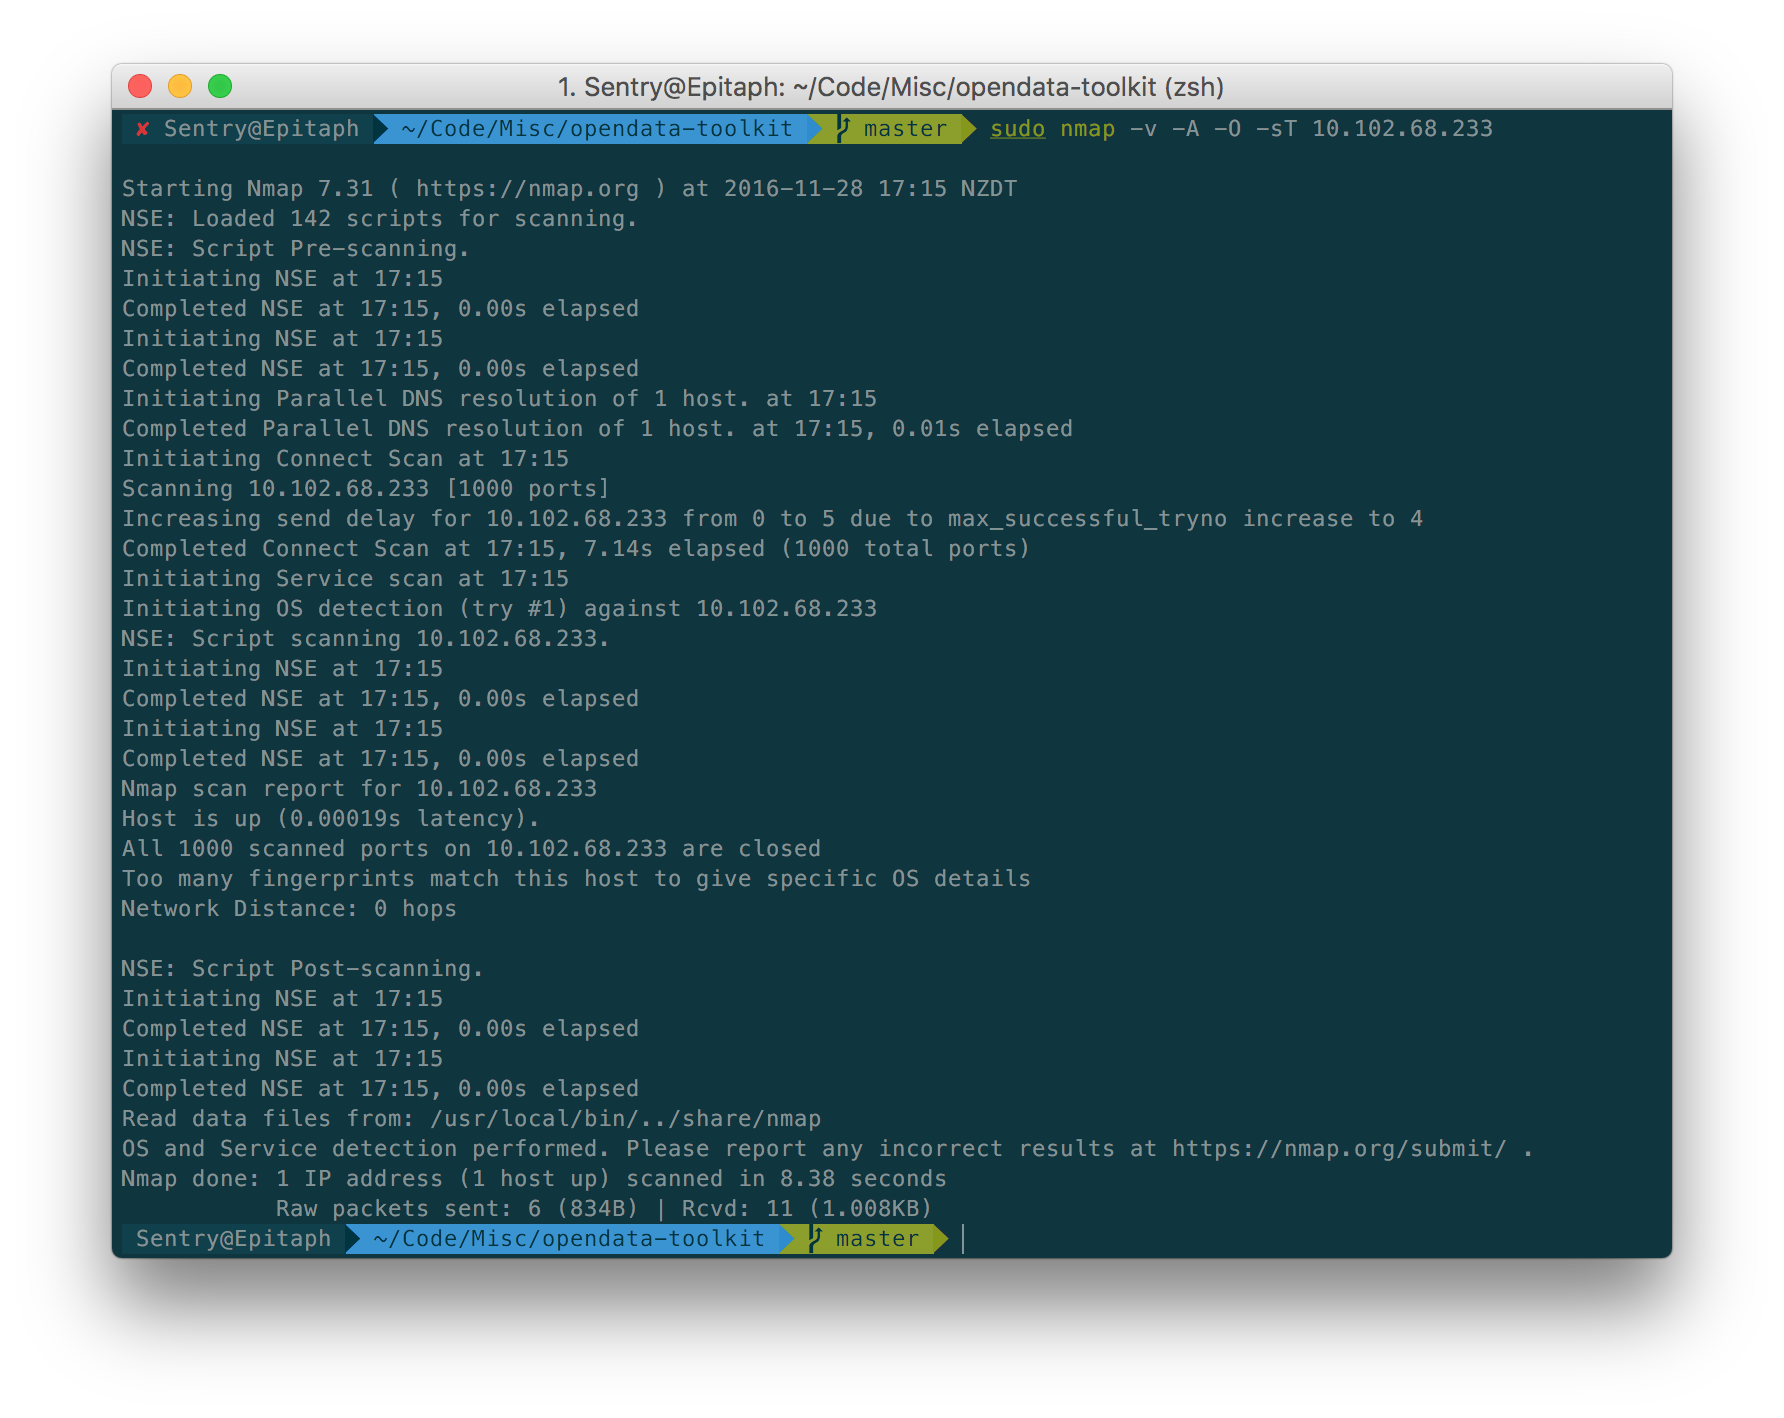 1. Sentry@Epitaph: ~/Code/Misc/opendata-toolkit (zsh)
✘ Sentry@Epitaph ~/Code/Misc/opendata-toolkit master sudo nmap -v -A -O -sT 10.102.68.233
Starting Nmap 7.31 ( https://nmap.org ) at 2016-11-28 17:15 NZDT
NSE: Loaded 142 scripts for scanning.
NSE: Script Pre-scanning.
Initiating NSE at 17:15
Completed NSE at 17:15, 0.00s elapsed
Initiating NSE at 17:15
Completed NSE at 17:15, 0.00s elapsed
Initiating Parallel DNS resolution of 1 host. at 17:15
Completed Parallel DNS resolution of 1 host. at 17:15, 0.01s elapsed
Initiating Connect Scan at 17:15
Scanning 10.102.68.233 [1000 ports]
Increasing send delay for 10.102.68.233 from 0 to 5 due to max_successful_tryno increase to 4
Completed Connect Scan at 17:15, 7.14s elapsed (1000 total ports)
Initiating Service scan at 17:15
Initiating OS detection (try #1) against 10.102.68.233
NSE: Script scanning 10.102.68.233.
Initiating NSE at 17:15
Completed NSE at 17:15, 0.00s elapsed
Initiating NSE at 17:15
Completed NSE at 17:15, 0.00s elapsed
Nmap scan report for 10.102.68.233
Host is up (0.00019s latency).
All 1000 scanned ports on 10.102.68.233 are closed
Too many fingerprints match this host to give specific OS details
Network Distance: 0 hops
NSE: Script Post-scanning.
Initiating NSE at 17:15
Completed NSE at 17:15, 0.00s elapsed
Initiating NSE at 17:15
Completed NSE at 17:15, 0.00s elapsed
Read data files from: /usr/local/bin/../share/nmap
OS and Service detection performed. Please report any incorrect results at https://nmap.org/submit/ .
Nmap done: 1 IP address (1 host up) scanned in 8.38 seconds
Raw packets sent: 6 (834B) | Rcvd: 11 (1.008KB)
Sentry@Epitaph ~/Code/Misc/opendata-toolkit master